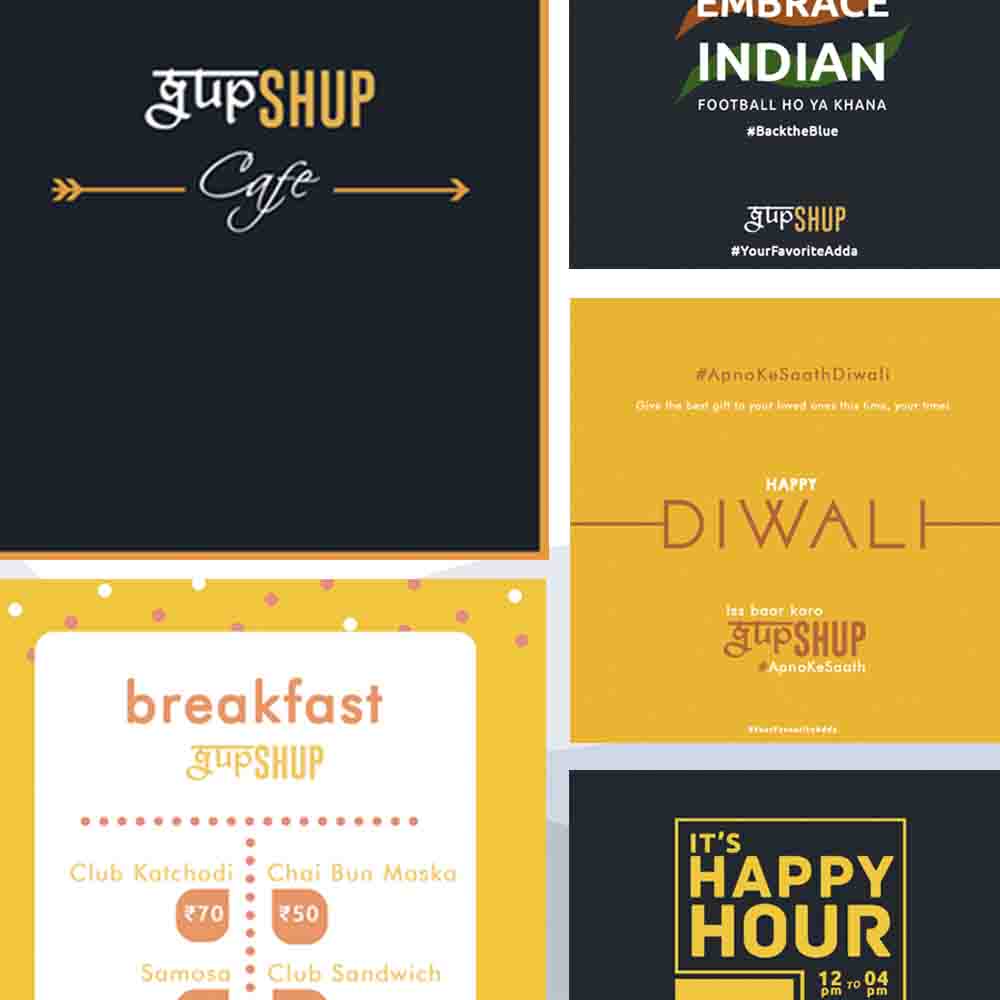 gupSHUP
Cafe
EMBRACE
INDIAN
FOOTBALL HO YA KHANA
#BacktheBlue
gupSHUP
#YourFavoriteAdda
#ApnoKeSaathDiwali
Give the best gift to your loved ones this time, your time!
HAPPY
DIWALI
Iss baar karo
gupSHUP
#ApnoKeSaath
#YourFavouriteAdda
breakfast
gupSHUP
Club Katchodi Chai Bun Maska
₹70 ₹50
Samosa Club Sandwich
IT'S
HAPPY
HOUR
12 pm TO 04 pm